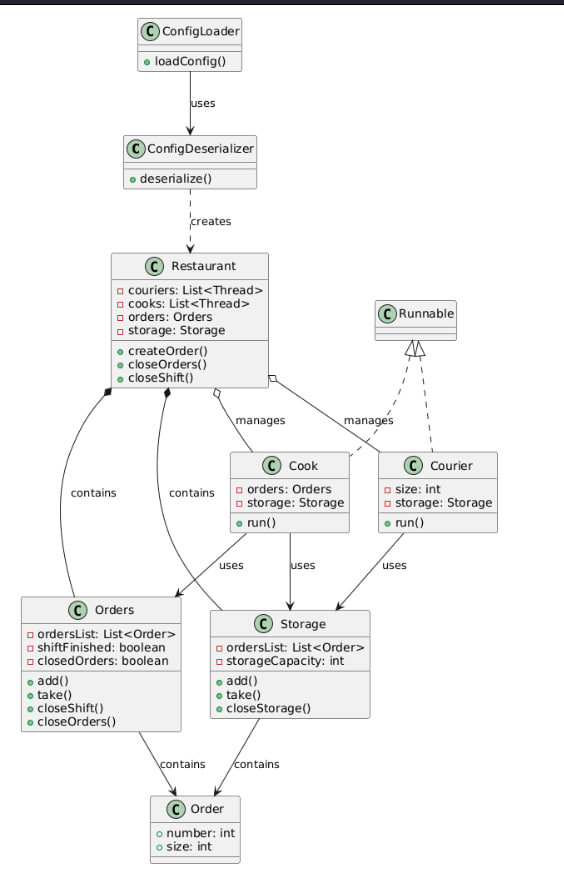 C ConfigLoader
loadConfig()
uses
C ConfigDeserializer
deserialize()
creates
C Restaurant
couriers: List<Thread>
cooks: List<Thread>
orders: Orders
storage: Storage
createOrder()
closeOrders()
closeShift()
C Runnable
manages
manages
C Cook
orders: Orders
storage: Storage
run()
C Courier
size: int
storage: Storage
run()
contains
contains
uses
uses
uses
C Orders
ordersList: List<Order>
shiftFinished: boolean
closedOrders: boolean
add()
take()
closeShift()
closeOrders()
C Storage
ordersList: List<Order>
storageCapacity: int
add()
take()
closeStorage()
contains
contains
C Order
number: int
size: int